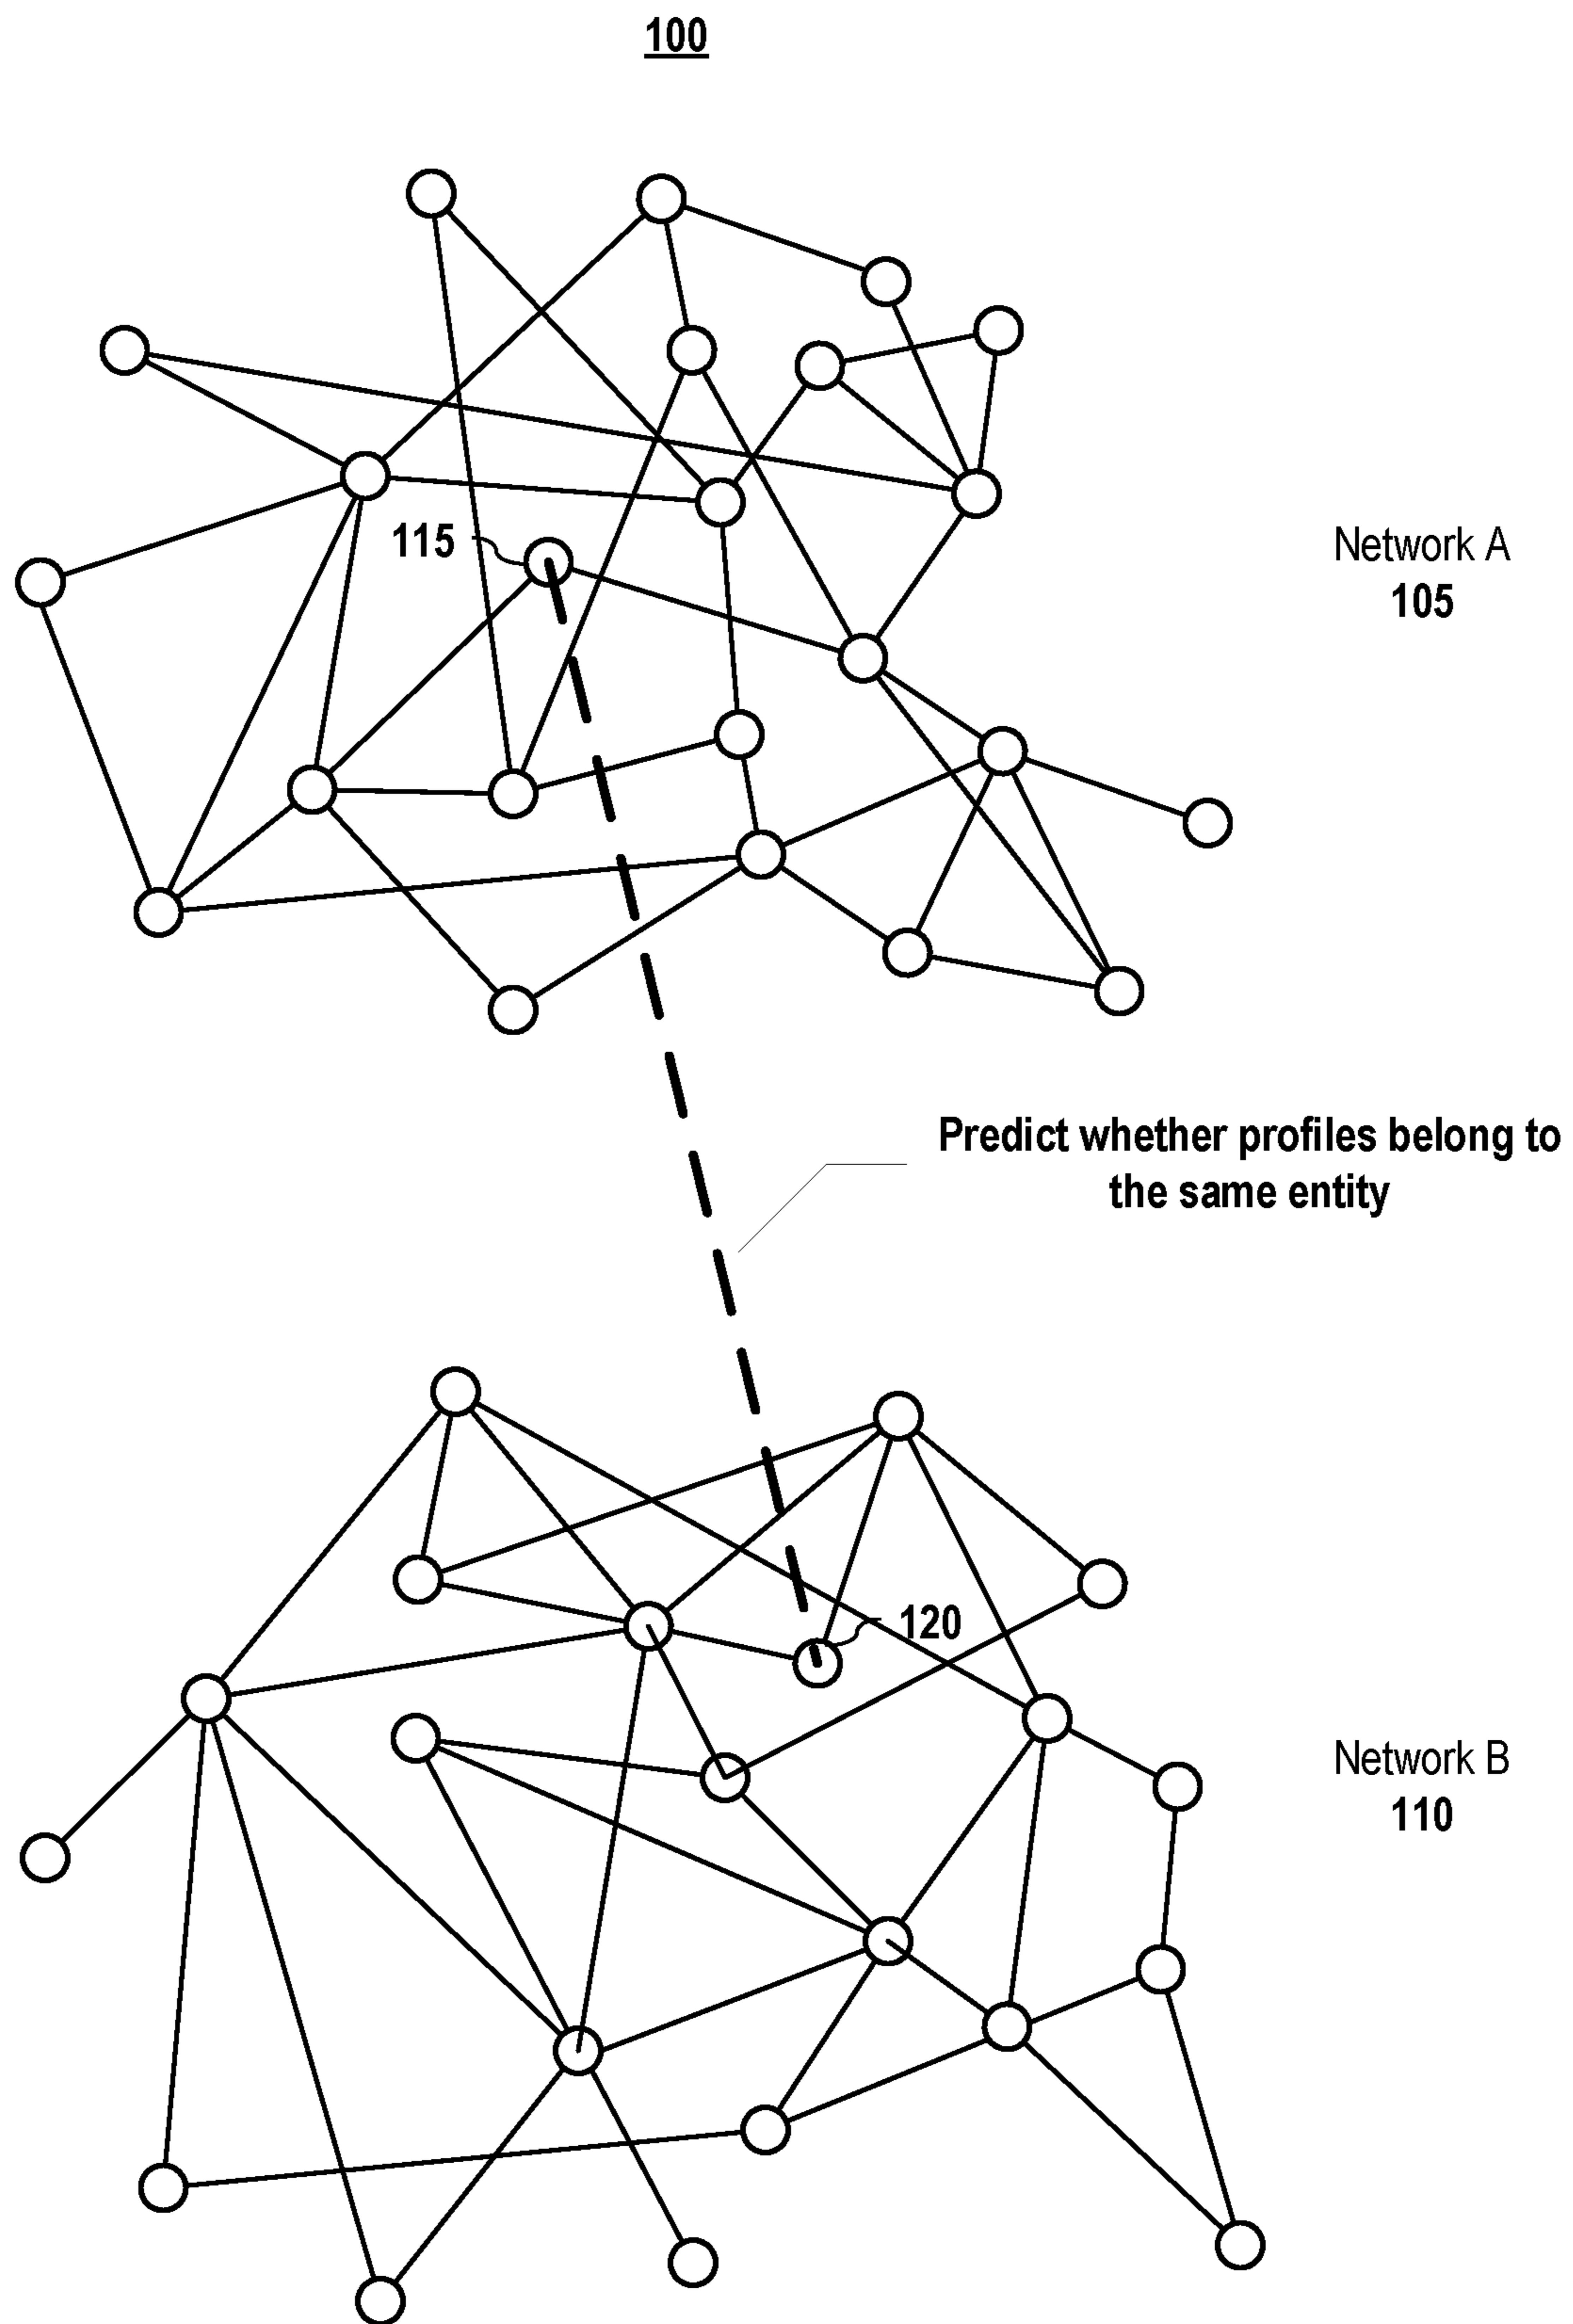 100
115
Network A
105
Predict whether profiles belong to
the same entity
120
Network B
110